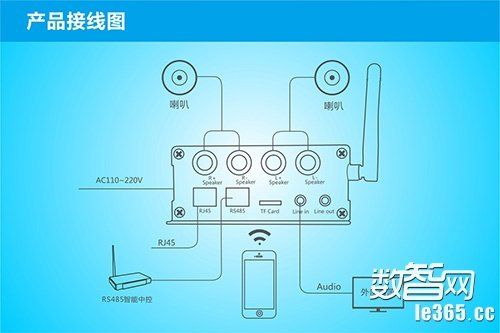 产品接线图
喇叭
喇叭
AC110~220V
R+
Speaker
R-
Speaker
L+
Speaker
L-
Speaker
RJ45
RS485
TF Card
Line in
Line out
RJ45
RS485智能中控
Audio
外
数智网
le365.cc